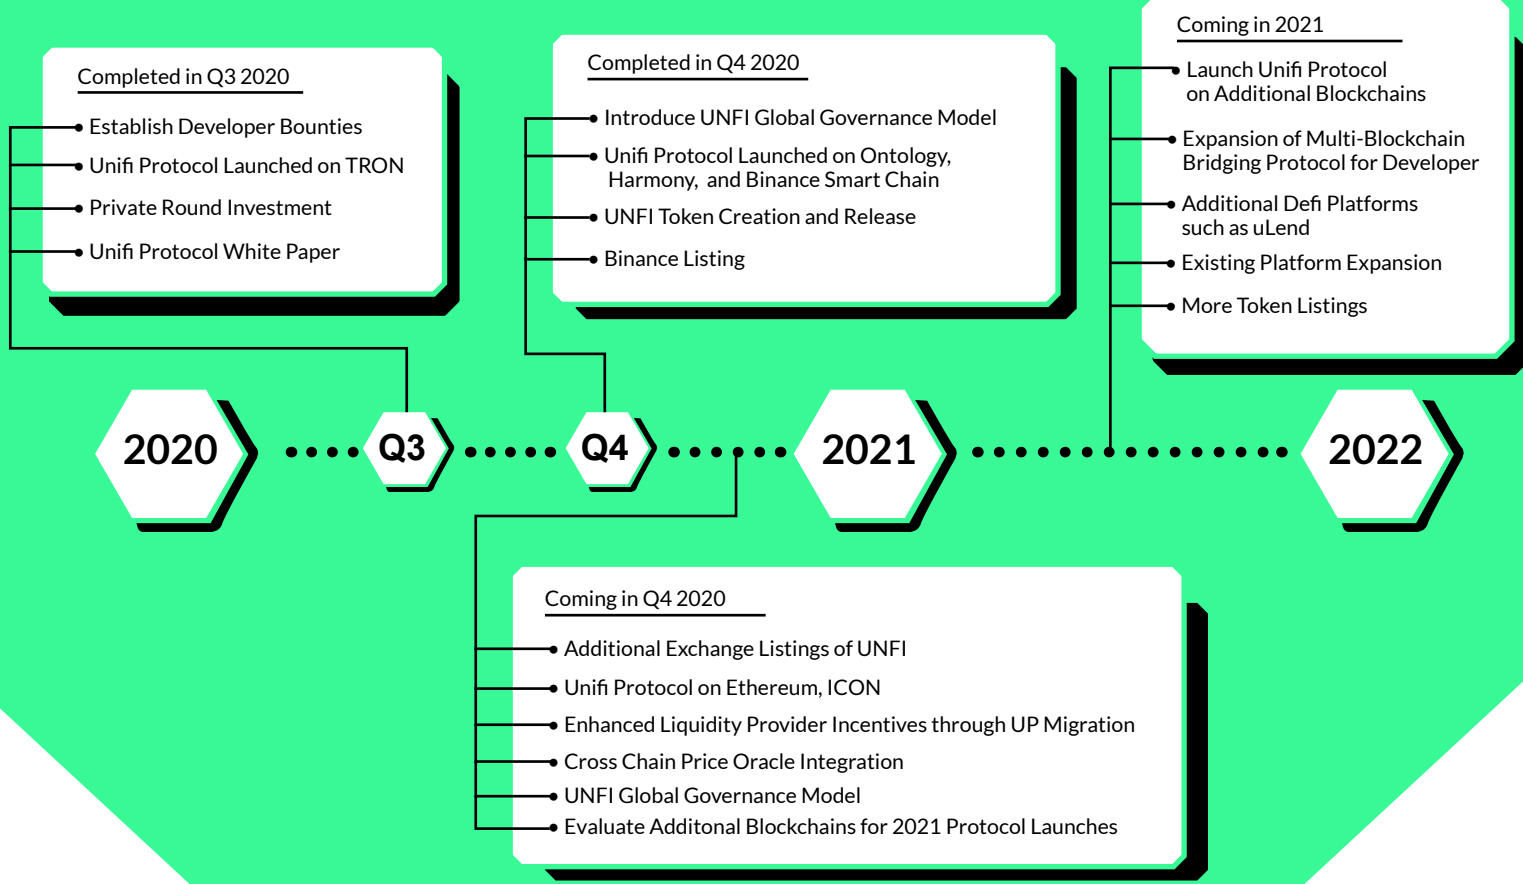 Completed in Q3 2020
Establish Developer Bounties
Unifi Protocol Launched on TRON
Private Round Investment
Unifi Protocol White Paper
Completed in Q4 2020
Introduce UNFI Global Governance Model
Unifi Protocol Launched on Ontology,
Harmony, and Binance Smart Chain
UNFI Token Creation and Release
Binance Listing
Coming in 2021
Launch Unifi Protocol
on Additional Blockchains
Expansion of Multi-Blockchain
Bridging Protocol for Developer
Additional Defi Platforms
such as uLend
Existing Platform Expansion
More Token Listings
2020
Q3
Q4
2021
2022
Coming in Q4 2020
Additional Exchange Listings of UNFI
Unifi Protocol on Ethereum, ICON
Enhanced Liquidity Provider Incentives through UP Migration
Cross Chain Price Oracle Integration
UNFI Global Governance Model
Evaluate Additonal Blockchains for 2021 Protocol Launches